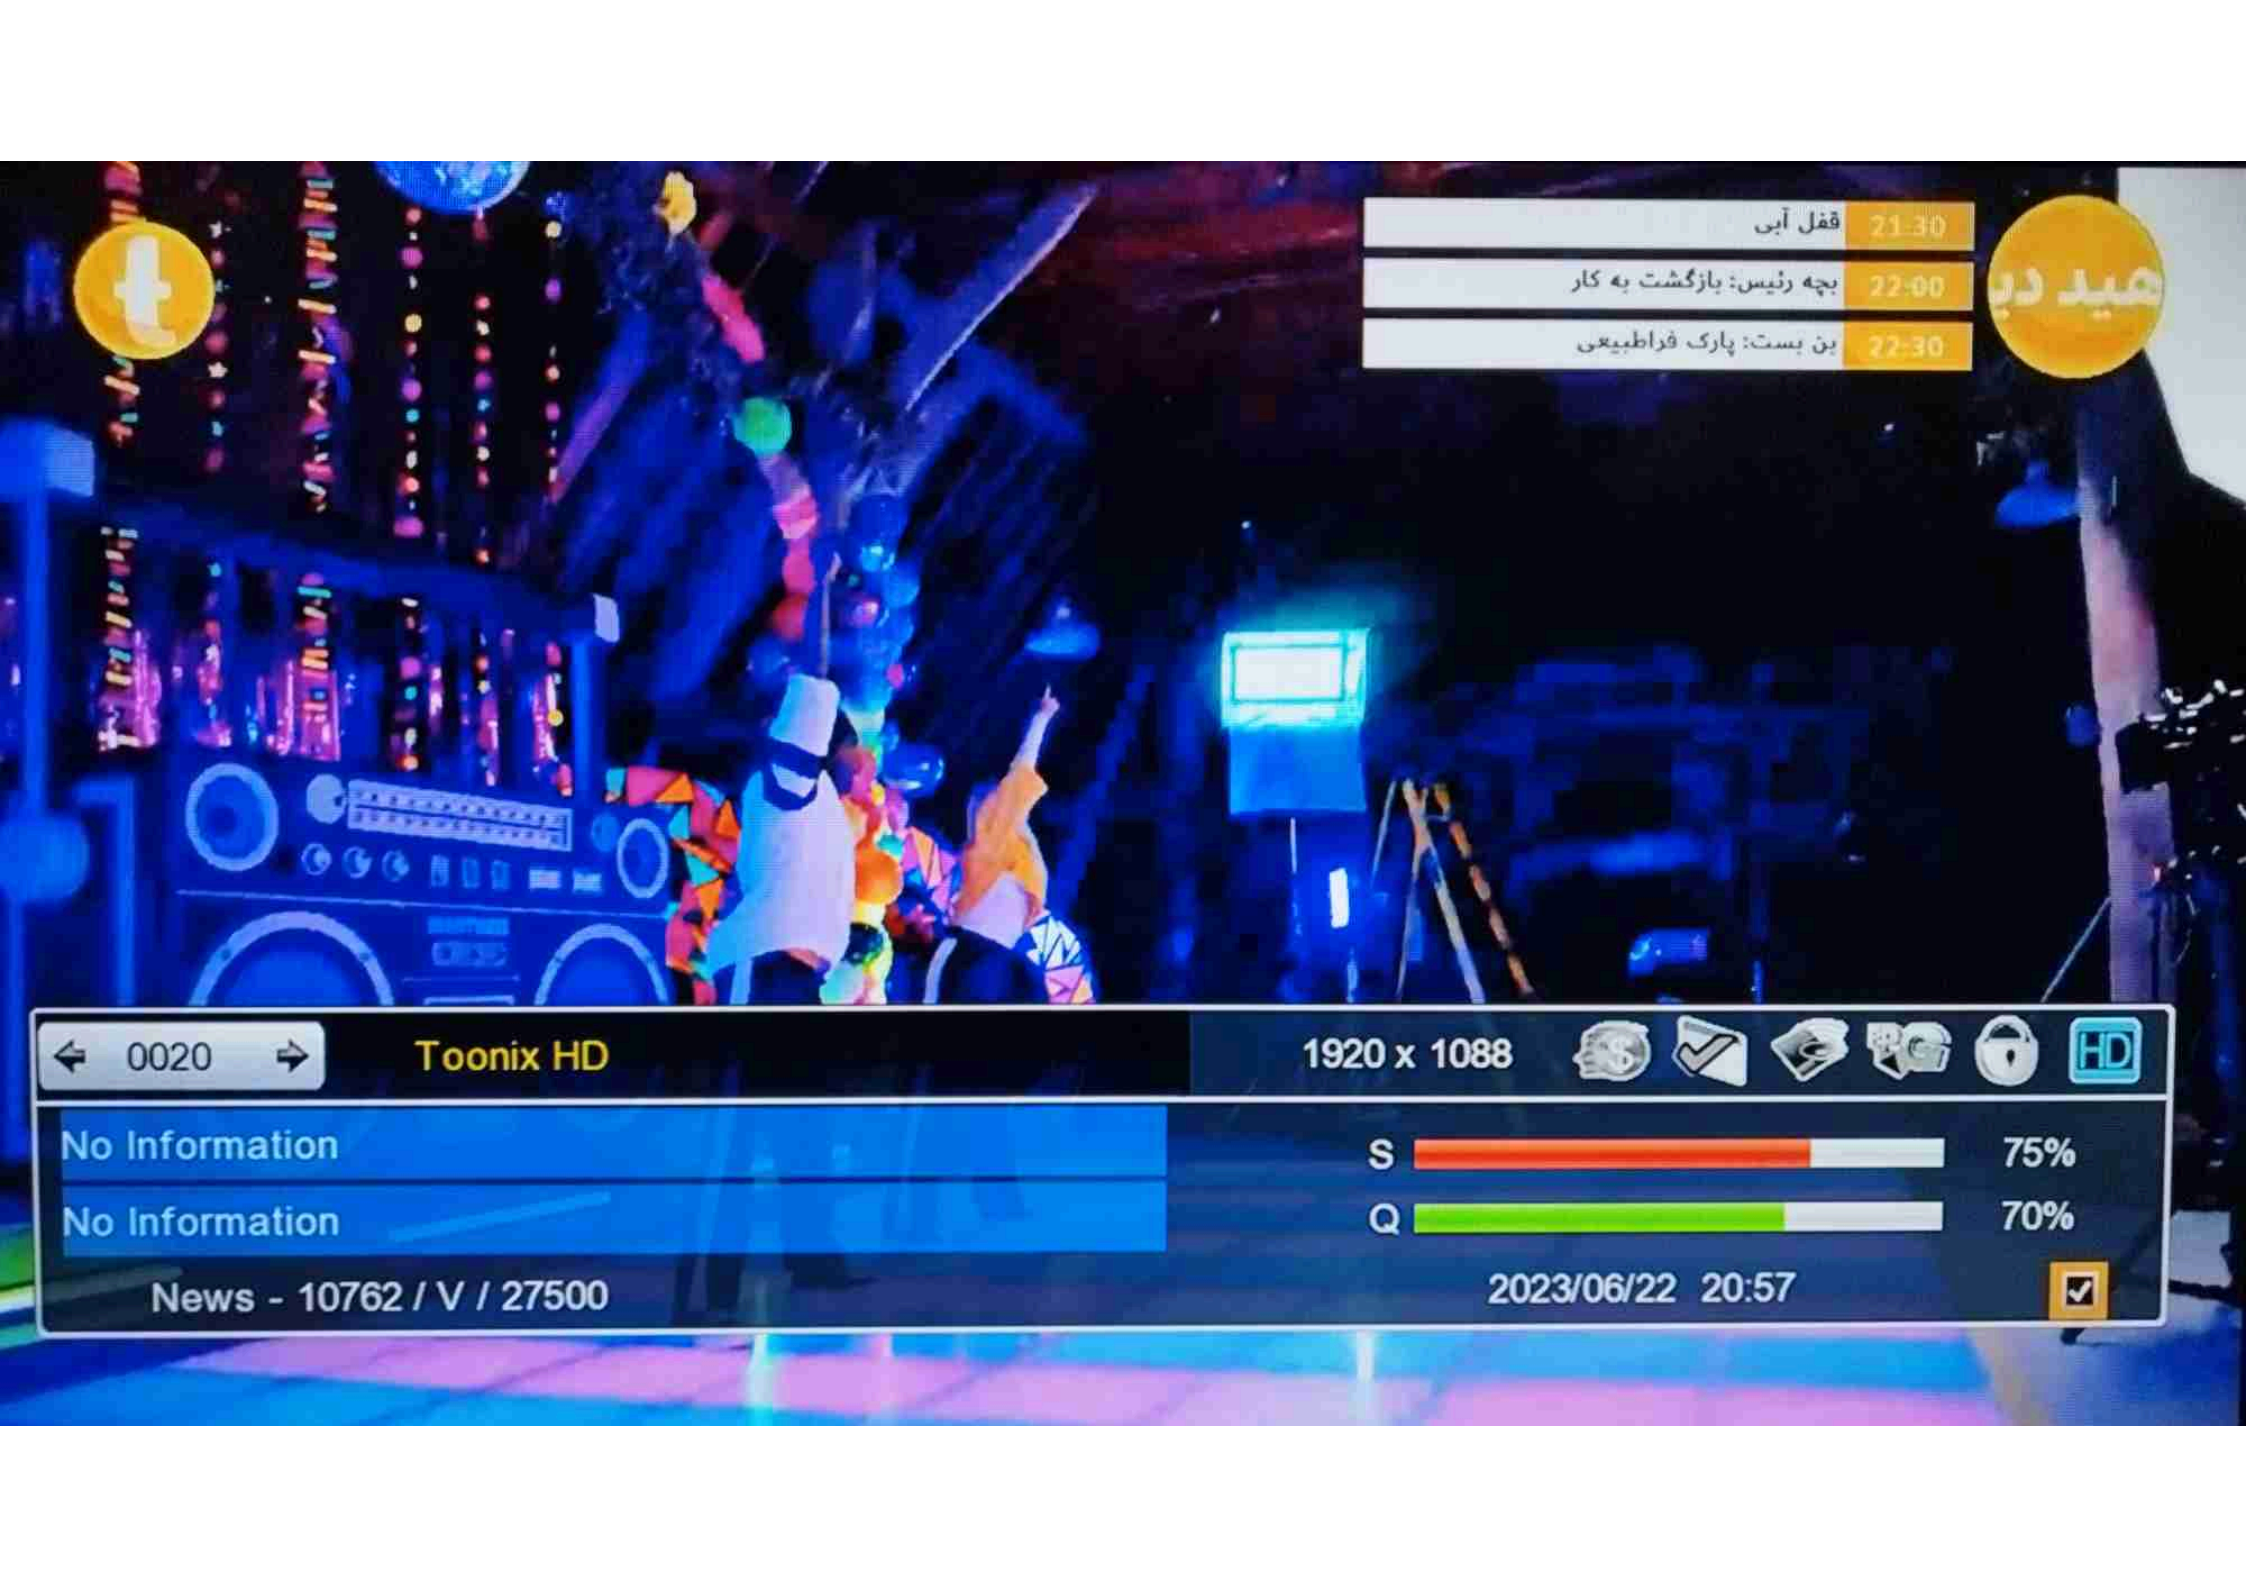 t
21:30 قفل آبی
22:00 بچه رئیس: بازگشت به کار
22:30 بن بست: پارک فراطبیعی
0020 Toonix HD 1920 x 1088 HD
No Information
S 75%
No Information
Q 70%
News - 10762 / V / 27500
2023/06/22 20:57